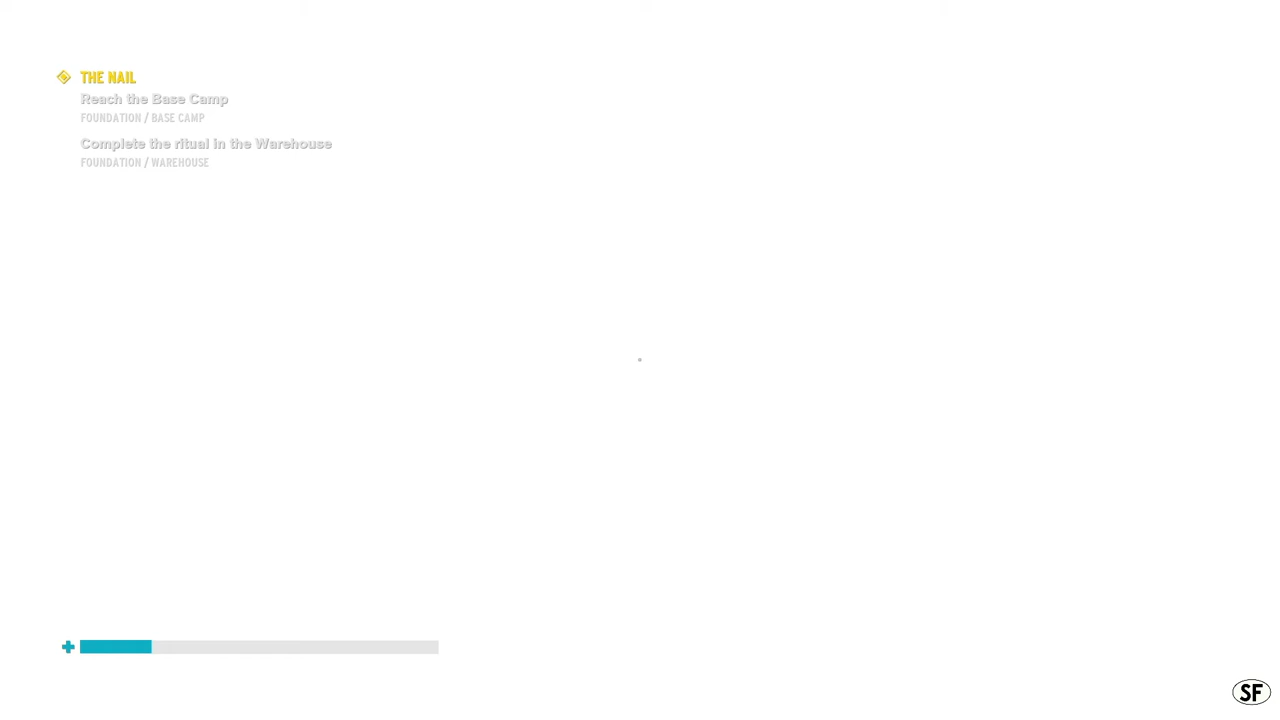 THE NAIL
Reach the Base Camp
FOUNDATION / BASE CAMP
Complete the ritual in the Warehouse
FOUNDATION / WAREHOUSE
SF